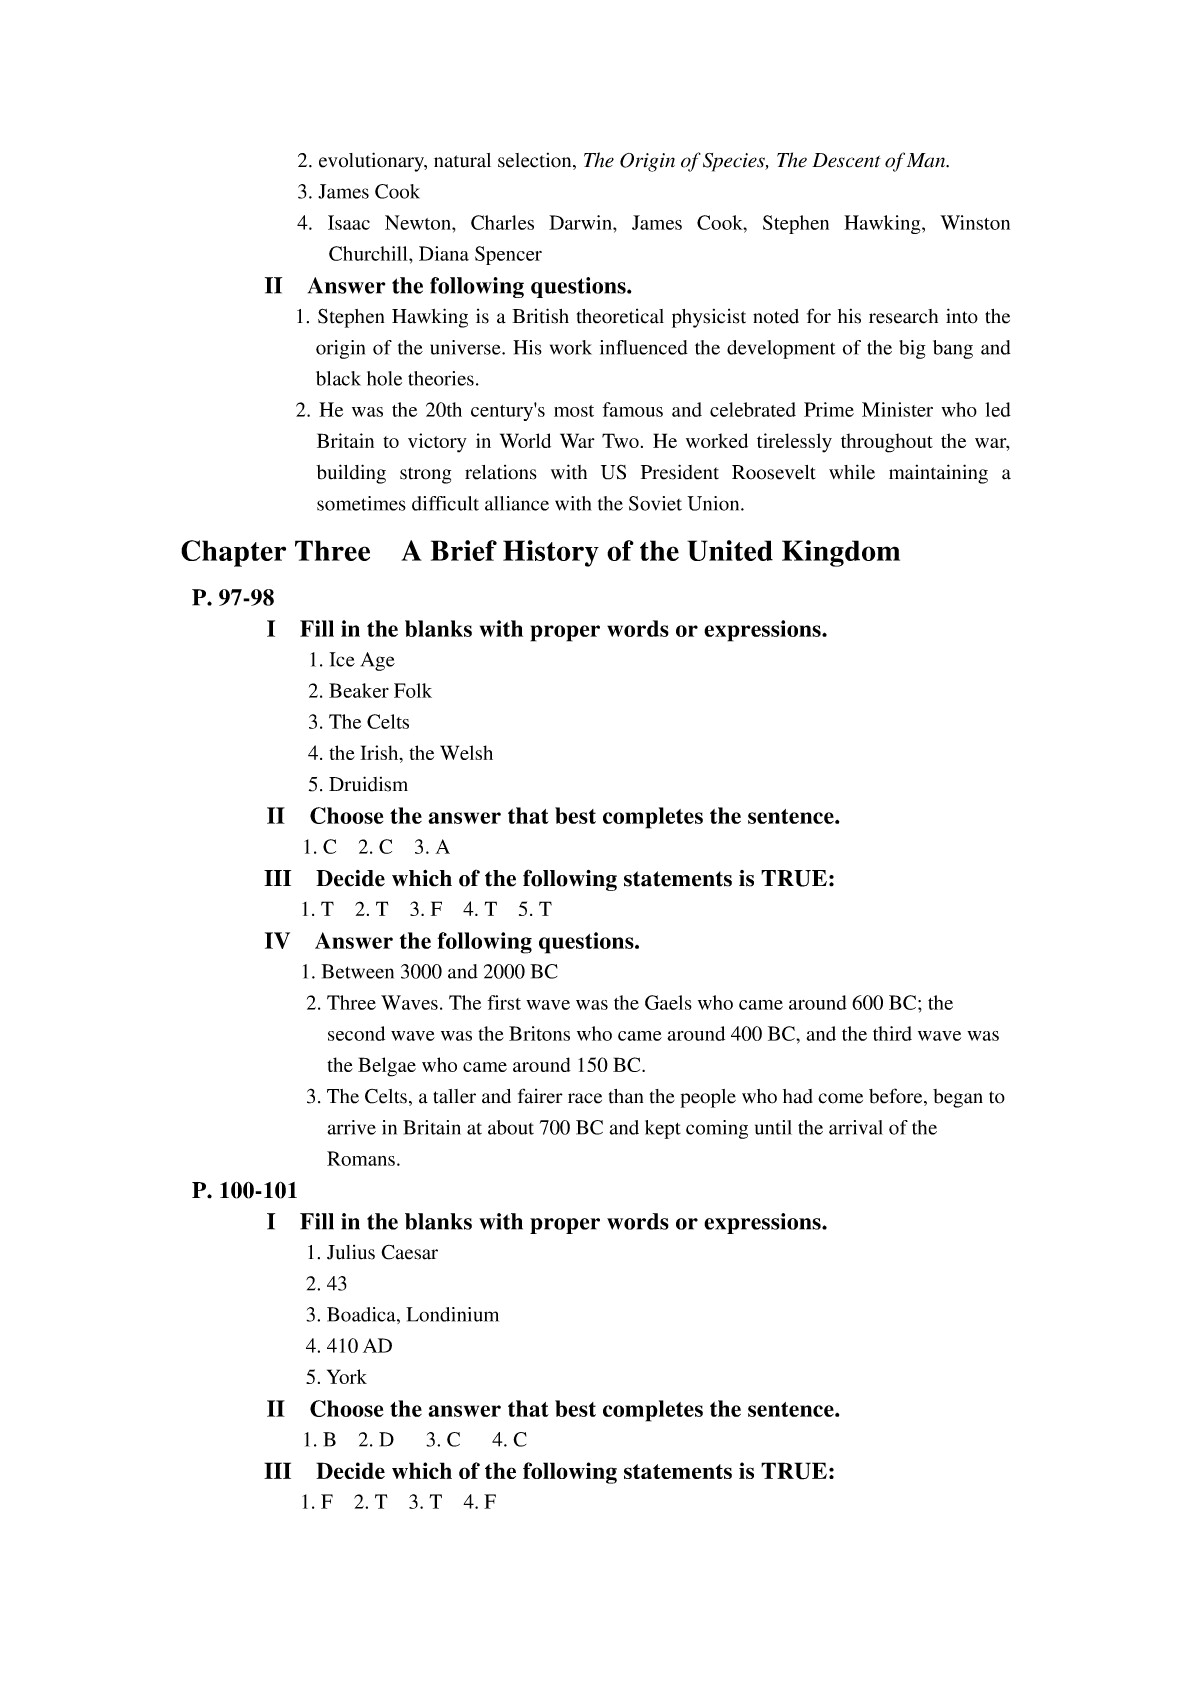 2. evolutionary, natural selection, The Origin of Species, The Descent of Man.
3. James Cook
4. Isaac Newton, Charles Darwin, James Cook, Stephen Hawking, Winston
Churchill, Diana Spencer
II Answer the following questions.
1. Stephen Hawking is a British theoretical physicist noted for his research into the
origin of the universe. His work influenced the development of the big bang and
black hole theories.
2. He was the 20th century's most famous and celebrated Prime Minister who led
Britain to victory in World War Two. He worked tirelessly throughout the war,
building strong relations with US President Roosevelt while maintaining a
sometimes difficult alliance with the Soviet Union.
Chapter Three A Brief History of the United Kingdom
P. 97-98
I Fill in the blanks with proper words or expressions.
1. Ice Age
2. Beaker Folk
3. The Celts
4. the Irish, the Welsh
5. Druidism
II Choose the answer that best completes the sentence.
1. C 2. C 3. A
III Decide which of the following statements is TRUE:
1. T 2. T 3. F 4. T 5. T
IV Answer the following questions.
1. Between 3000 and 2000 BC
2. Three Waves. The first wave was the Gaels who came around 600 BC; the
second wave was the Britons who came around 400 BC, and the third wave was
the Belgae who came around 150 BC.
3. The Celts, a taller and fairer race than the people who had come before, began to
arrive in Britain at about 700 BC and kept coming until the arrival of the
Romans.
P. 100-101
I Fill in the blanks with proper words or expressions.
1. Julius Caesar
2. 43
3. Boadica, Londinium
4. 410 AD
5. York
II Choose the answer that best completes the sentence.
1. B 2. D 3. C 4. C
III Decide which of the following statements is TRUE:
1. F 2. T 3. T 4. F